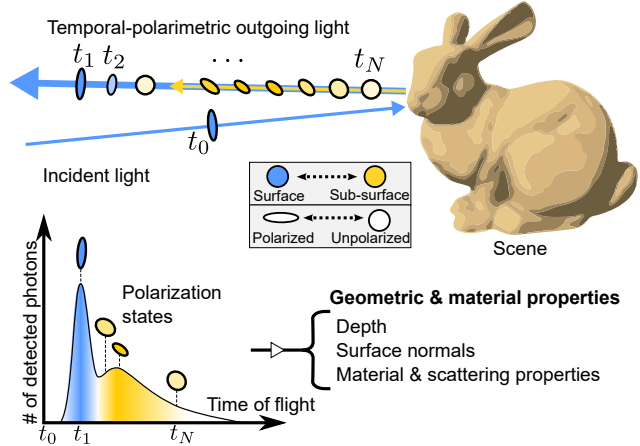 Temporal-polarimetric outgoing light
t1 t2 ... tN
t0
Incident light
Surface Sub-surface
Polarized Unpolarized
Scene
# of detected photons
Polarization
states
Time of flight
t0 t1 tN
Geometric & material properties
Depth
Surface normals
Material & scattering properties